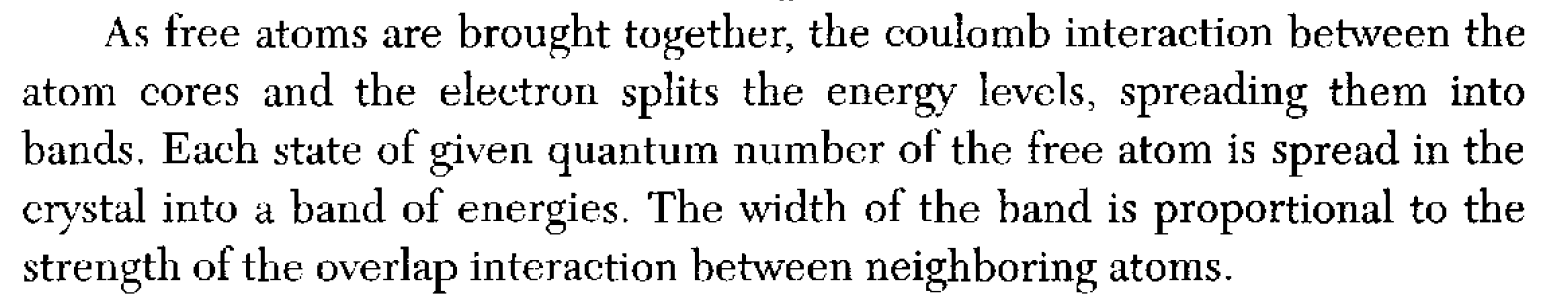 As free atoms are brought together, the coulomb interaction between the
atom cores and the electron splits the energy levels, spreading them into
bands. Each state of given quantum number of the free atom is spread in the
crystal into a band of energies. The width of the band is proportional to the
strength of the overlap interaction between neighboring atoms.